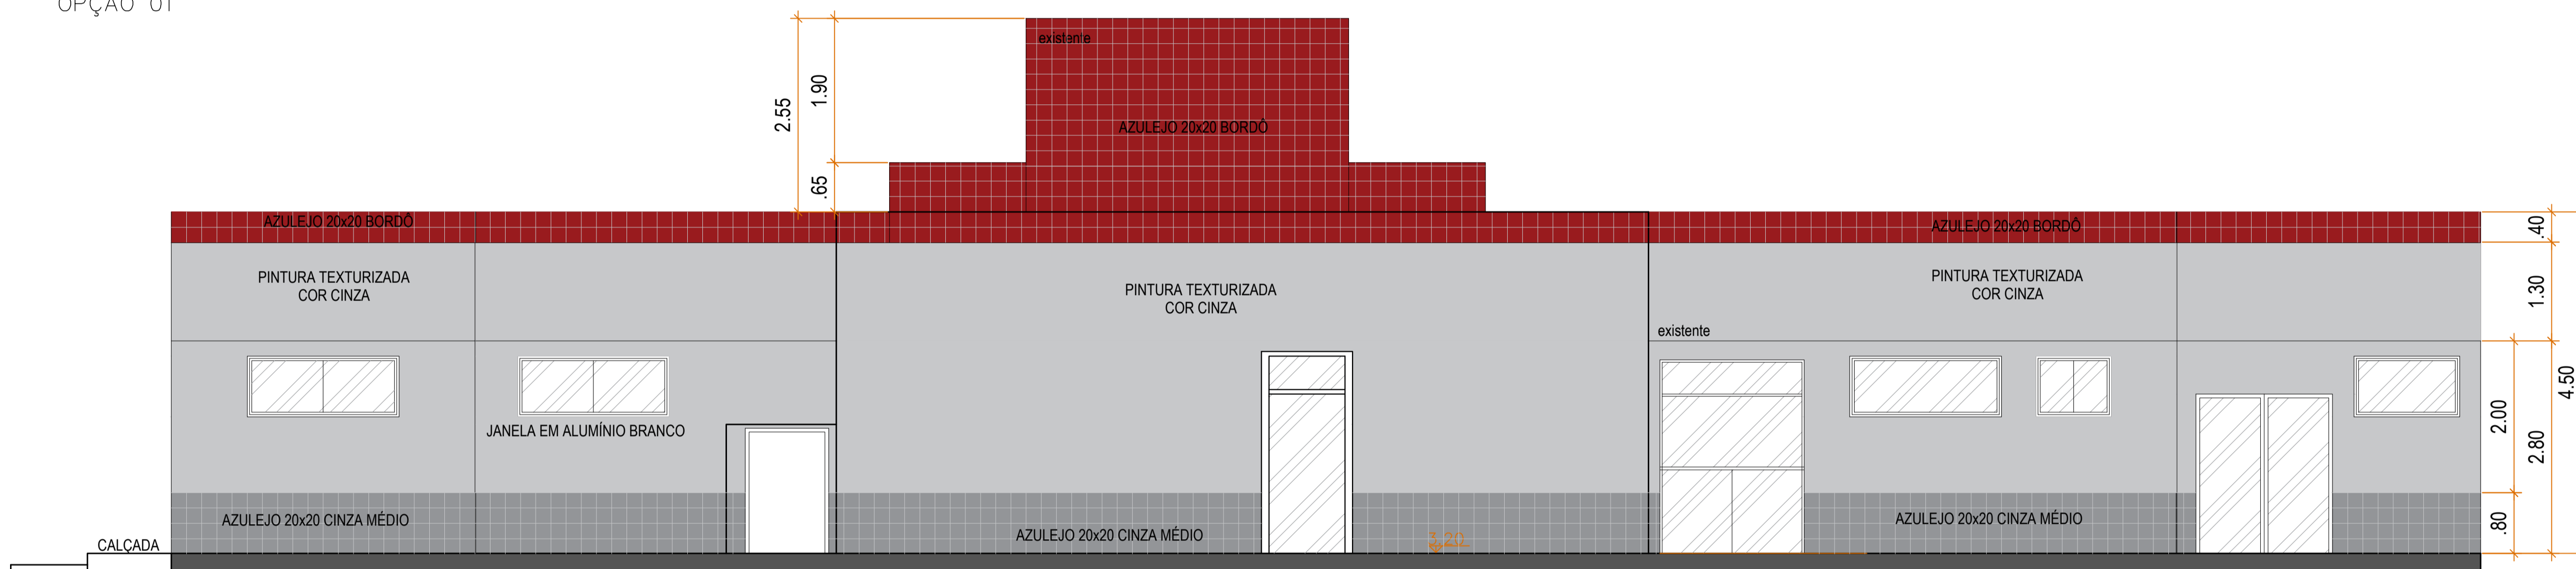 OPÇÃO 01
existente
2.55
1.90
AZULEJO 20x20 BORDÔ
.65
AZULEJO 20x20 BORDÔ
AZULEJO 20x20 BORDÔ
.40
PINTURA TEXTURIZADA
COR CINZA
PINTURA TEXTURIZADA
COR CINZA
PINTURA TEXTURIZADA
COR CINZA
1.30
existente
4.50
2.00
2.80
JANELA EM ALUMÍNIO BRANCO
AZULEJO 20x20 CINZA MÉDIO
AZULEJO 20x20 CINZA MÉDIO
AZULEJO 20x20 CINZA MÉDIO
.80
3,20
CALÇADA